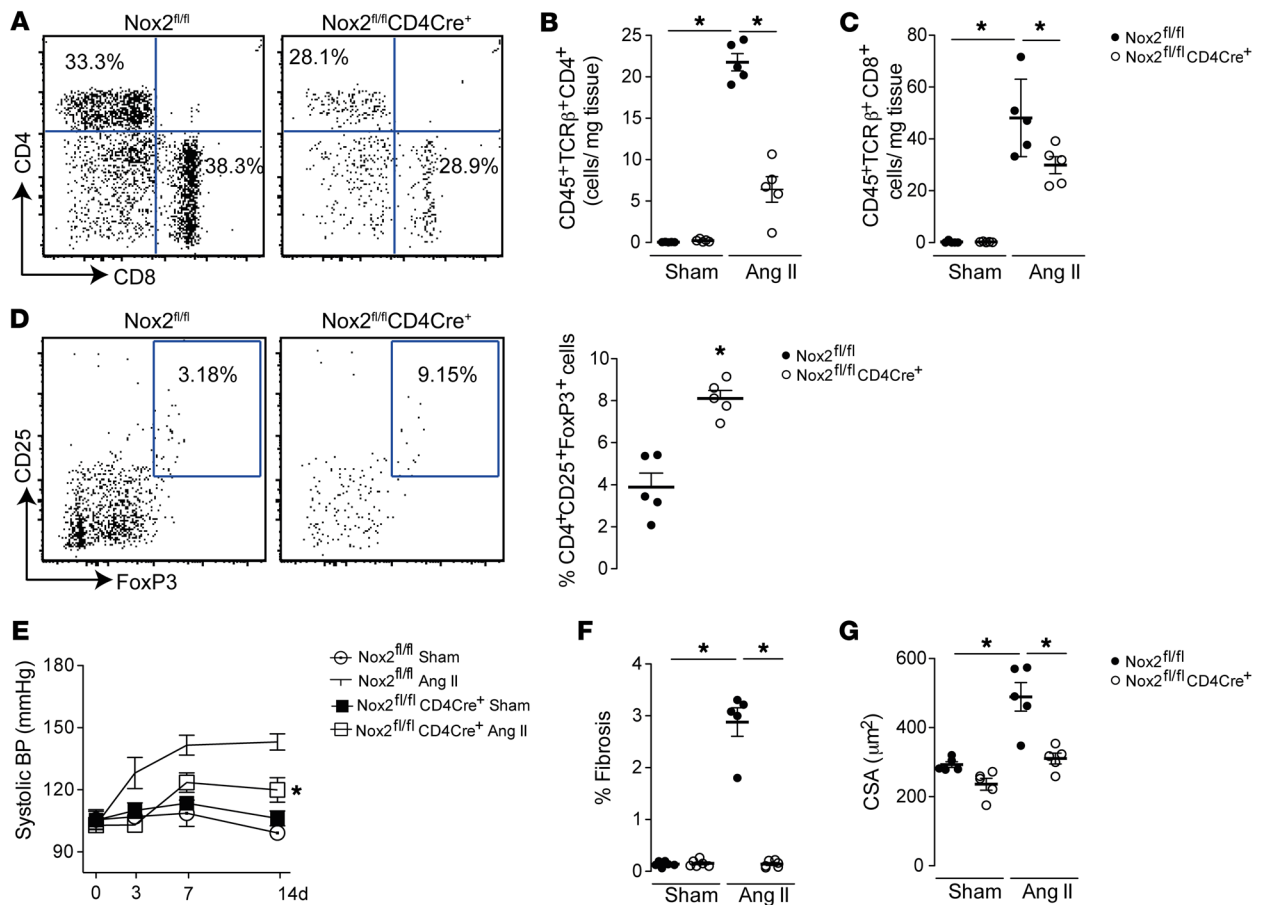 A
Nox2fl/fl
Nox2fl/flCD4Cre+
33.3%
38.3%
28.1%
28.9%
CD4
CD8
B
CD45+TCRβ+CD4+
(cells/ mg tissue)
25
20
15
10
5
0
Sham
Ang II
*
*
C
CD45+TCRβ+CD8+
cells/ mg tissue)
80
60
40
20
0
Sham
Ang II
*
*
Nox2fl/fl
Nox2fl/flCD4Cre+
D
Nox2fl/fl
Nox2fl/flCD4Cre+
3.18%
9.15%
CD25
FoxP3
% CD4+CD25+FoxP3+ cells
10
8
6
4
2
0
*
Nox2fl/fl
Nox2fl/flCD4Cre+
E
Systolic BP (mmHg)
180
150
120
90
0
3
7
14d
*
Nox2fl/fl Sham
Nox2fl/fl Ang II
Nox2fl/fl CD4Cre+ Sham
Nox2fl/fl CD4Cre+ Ang II
F
% Fibrosis
4
3
2
1
0
Sham
Ang II
*
*
G
CSA (μm2)
600
400
200
0
Sham
Ang II
*
*
Nox2fl/fl
Nox2fl/flCD4Cre+